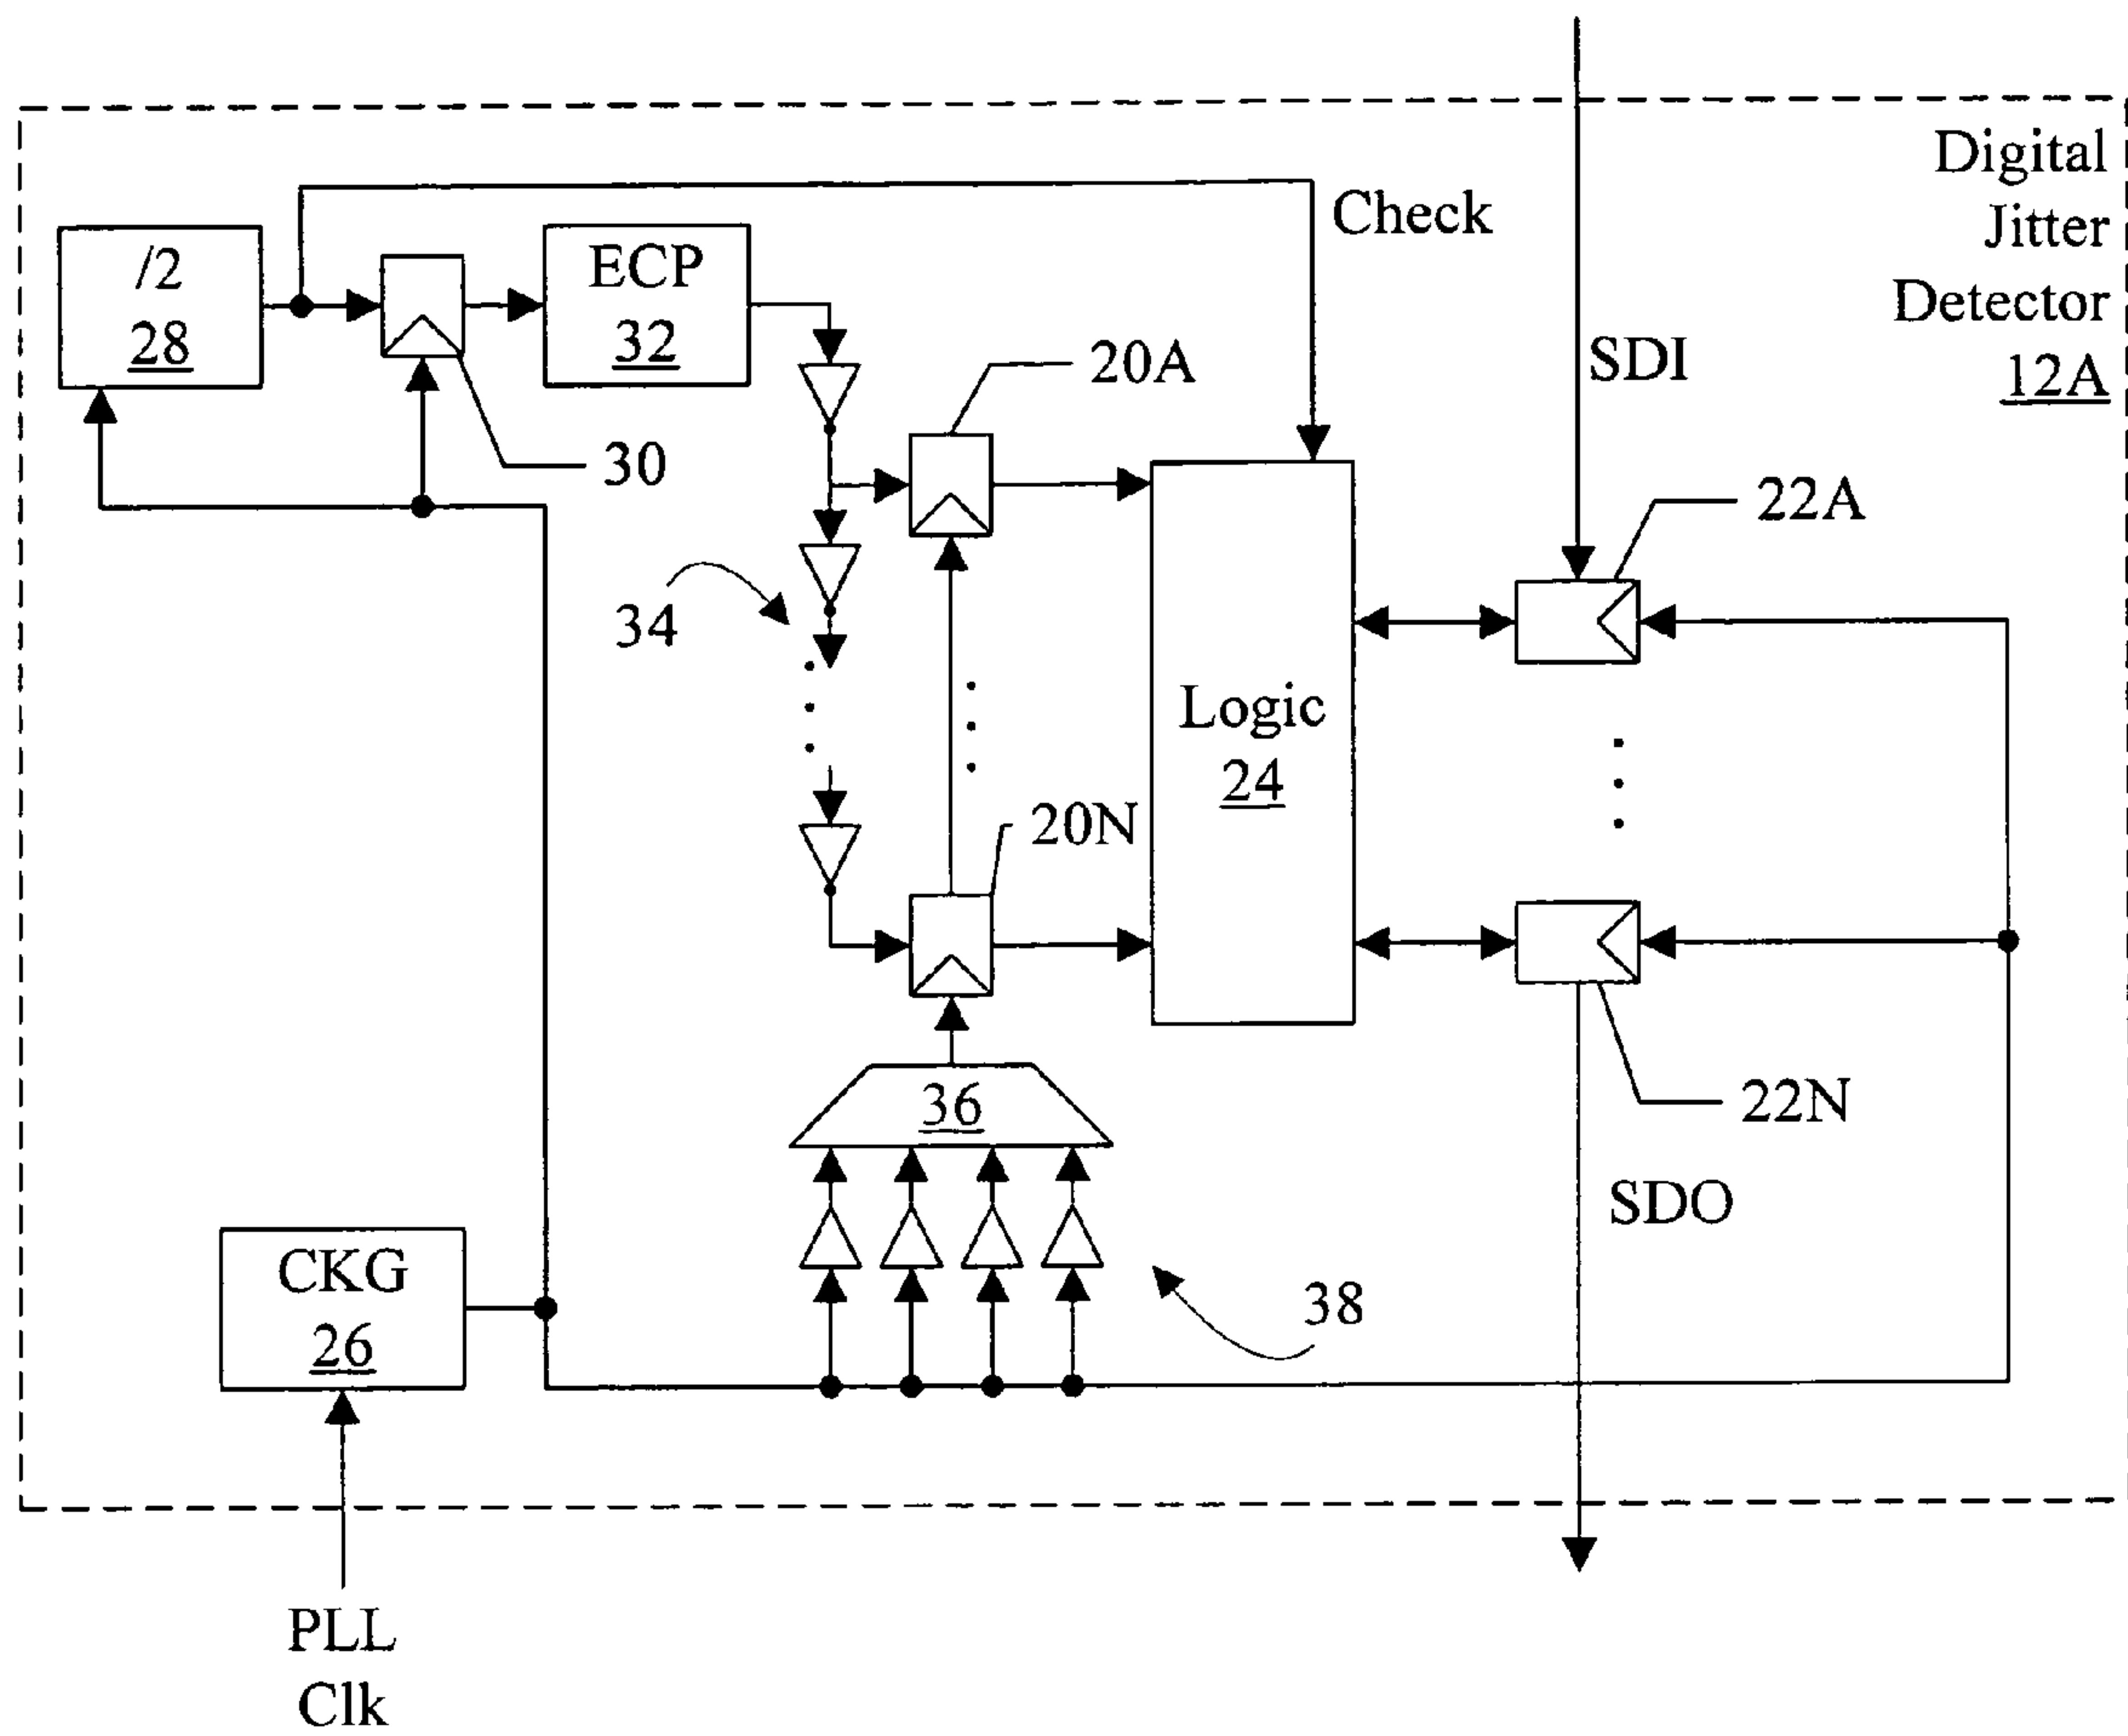 Digital
Jitter
Detector
12A
Check
/2
28
ECP
32
SDI
20A
30
22A
34
Logic
24
20N
36
22N
SDO
CKG
26
38
PLL
Clk